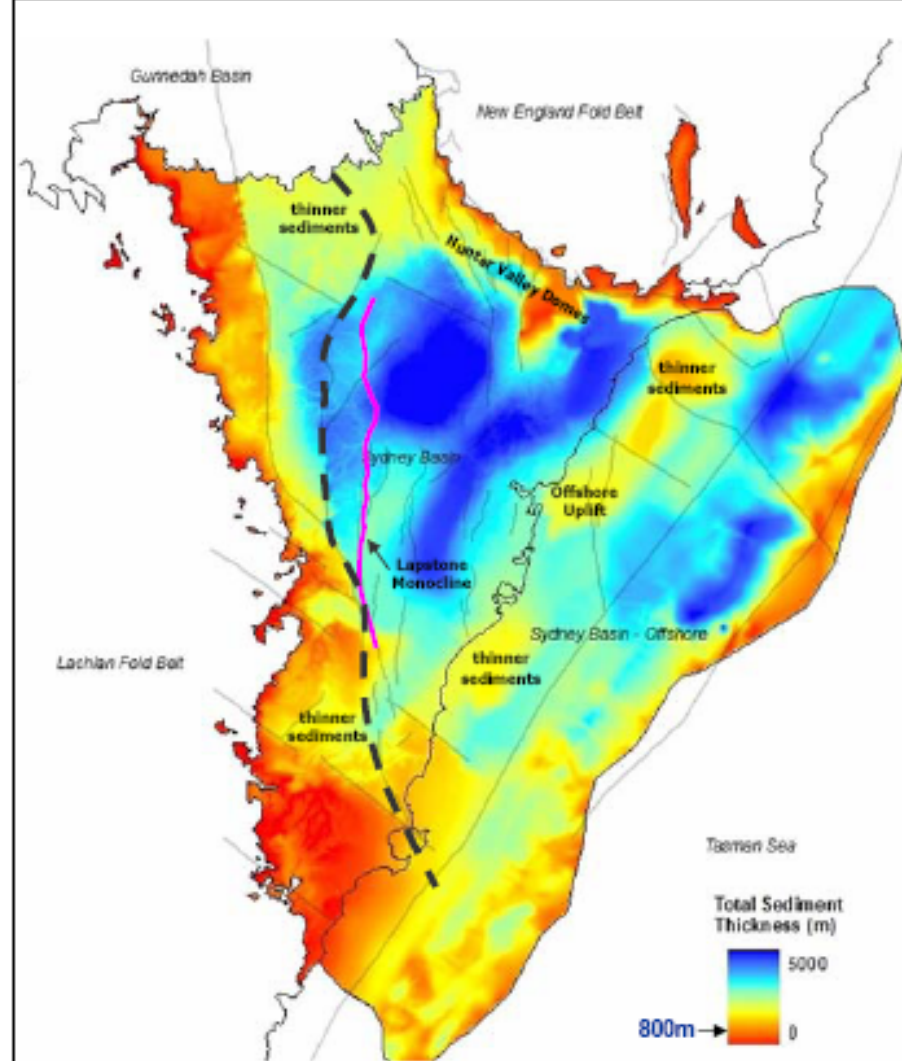 Gunnedah Basin
New England Fold Belt
thinner
sediments
Hunter Valley Domes
thinner
sediments
Sydney Basin
Offshore
Uplift
Lapstone
Monocline
Sydney Basin - Offshore
Lachlan Fold Belt
thinner
sediments
thinner
sediments
Tasman Sea
Total Sediment
Thickness (m)
5000
800m
0